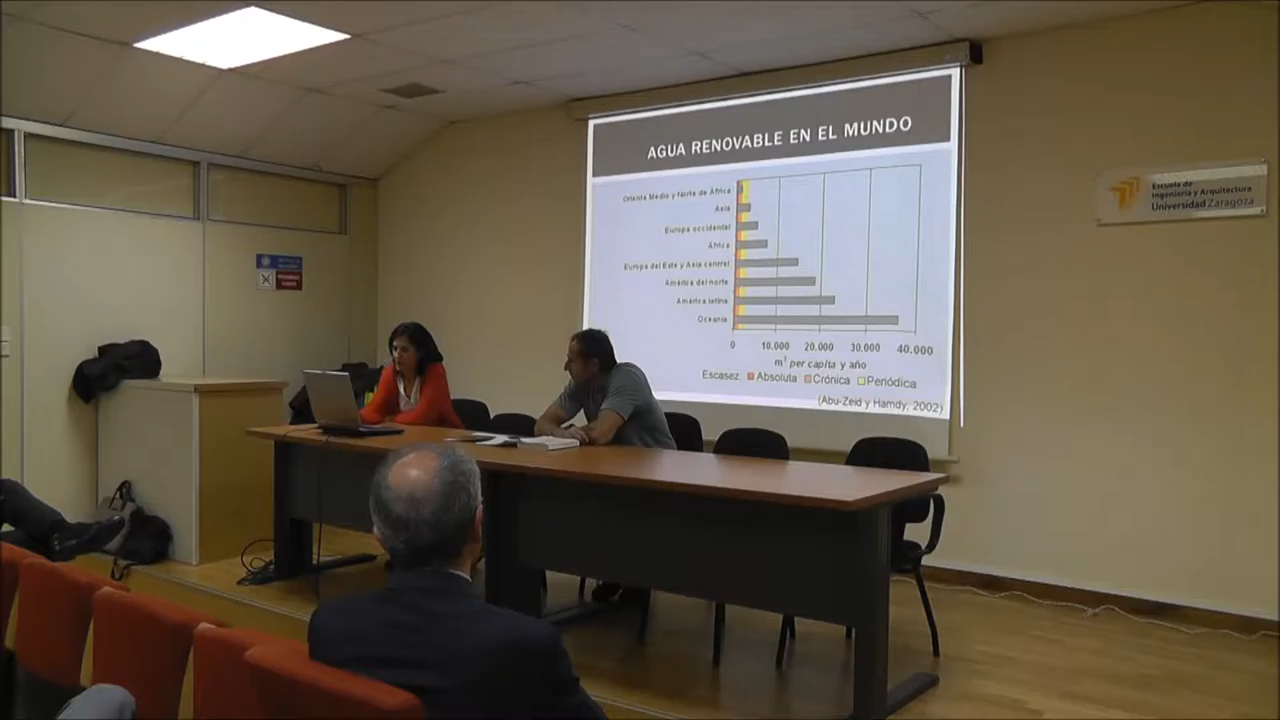 AGUA RENOVABLE EN EL MUNDO
Oriente Medio y Norte de África
Asia
Europa occidental
África
Europa del Este y Asia central
América del norte
América latina
Oceanía
0 10.000 20.000 30.000 40.000
m³ per capita y año
Escasez: Absoluta Crónica Periódica
(Abu-Zeid y Hamdy, 2002)
Escuela de
Ingeniería y Arquitectura
Universidad Zaragoza